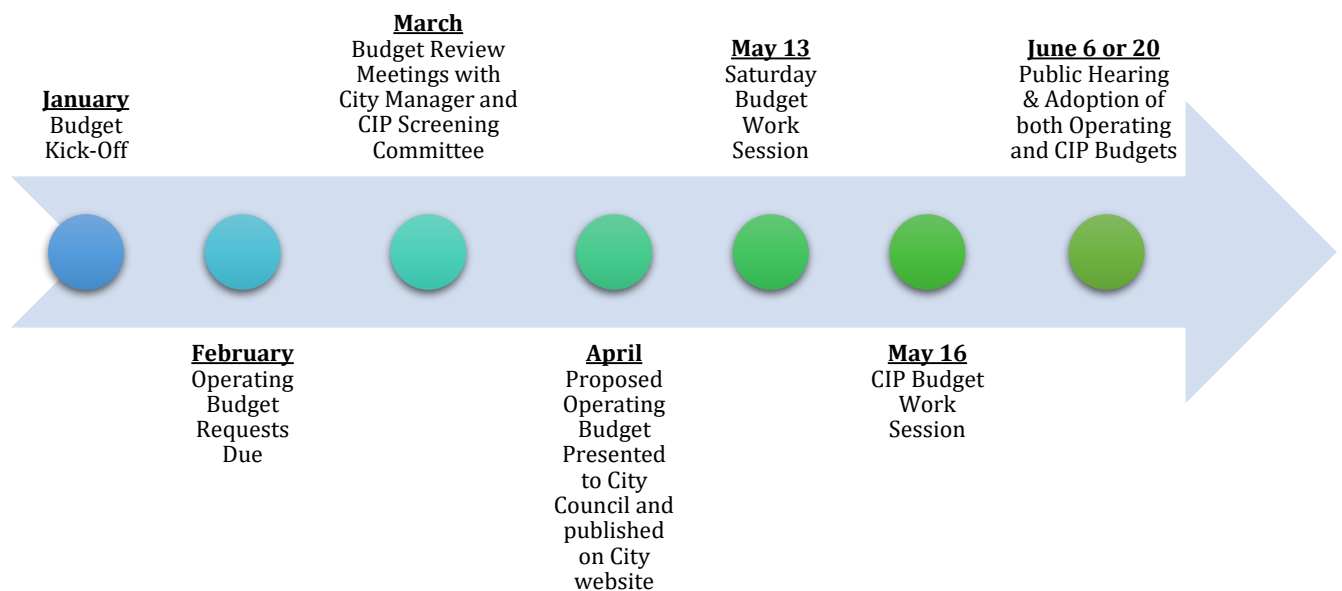 January
Budget
Kick-Off
February
Operating
Budget
Requests
Due
March
Budget Review
Meetings with
City Manager and
CIP Screening
Committee
April
Proposed
Operating
Budget
Presented
to City
Council and
published
on City
website
May 13
Saturday
Budget
Work
Session
May 16
CIP Budget
Work
Session
June 6 or 20
Public Hearing
& Adoption of
both Operating
and CIP Budgets